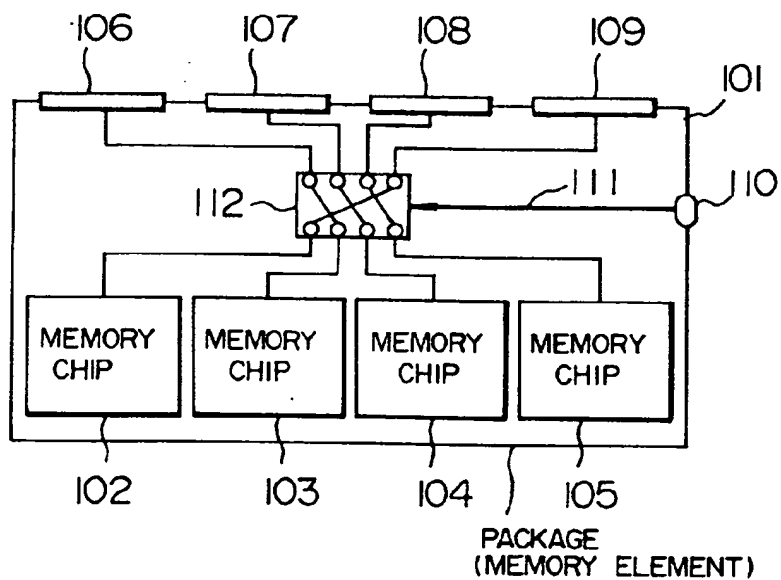 106
107
108
109
101
110
111
112
MEMORY CHIP
MEMORY CHIP
MEMORY CHIP
MEMORY CHIP
102
103
104
105
PACKAGE
(MEMORY ELEMENT)